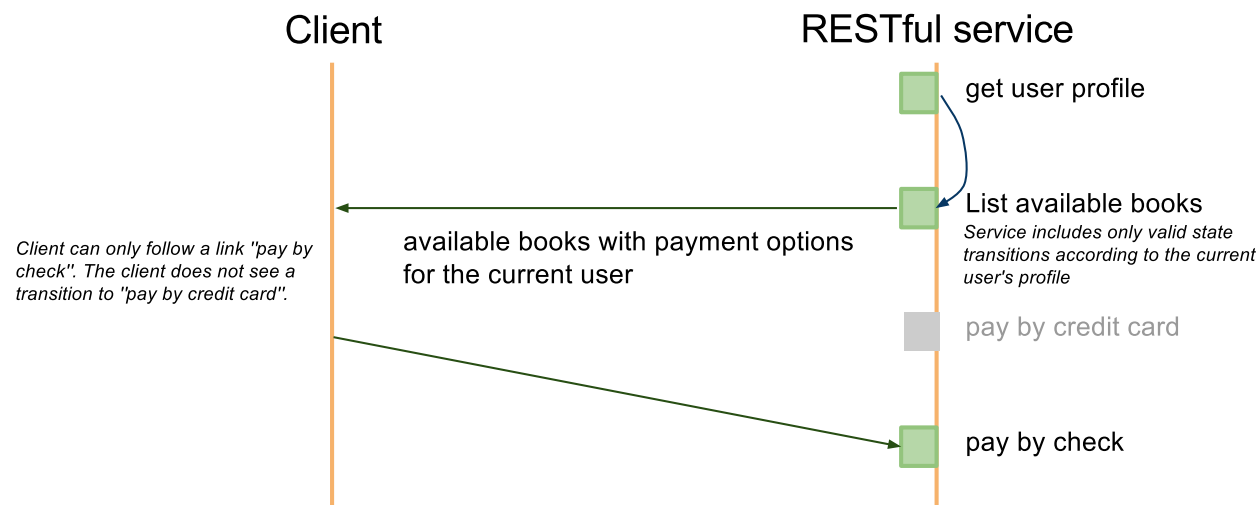 Client
RESTful service
get user profile
List available books
Service includes only valid state
transitions according to the current
user's profile
available books with payment options
for the current user
Client can only follow a link "pay by
check". The client does not see a
transition to "pay by credit card".
pay by credit card
pay by check